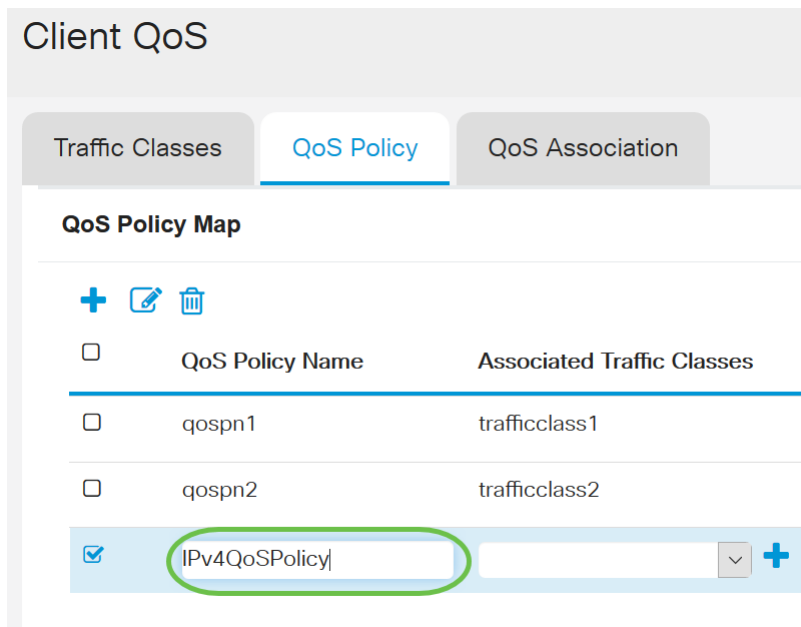 Client QoS
Traffic Classes QoS Policy QoS Association
QoS Policy Map
QoS Policy Name Associated Traffic Classes
qospn1 trafficclass1
qospn2 trafficclass2
IPv4QoSPolicy